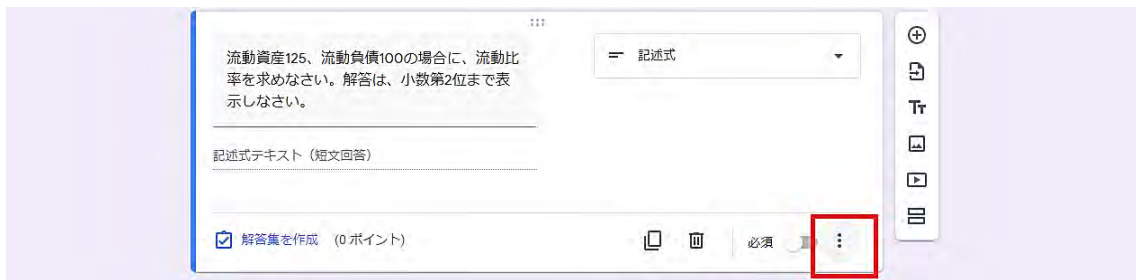 流動資産125、流動負債100の場合に、流動比
率を求めなさい。解答は、小数第2位まで表
示しなさい。
記述式
記述式テキスト（短文回答）
解答集を作成 (0 ポイント)
必須
Tт